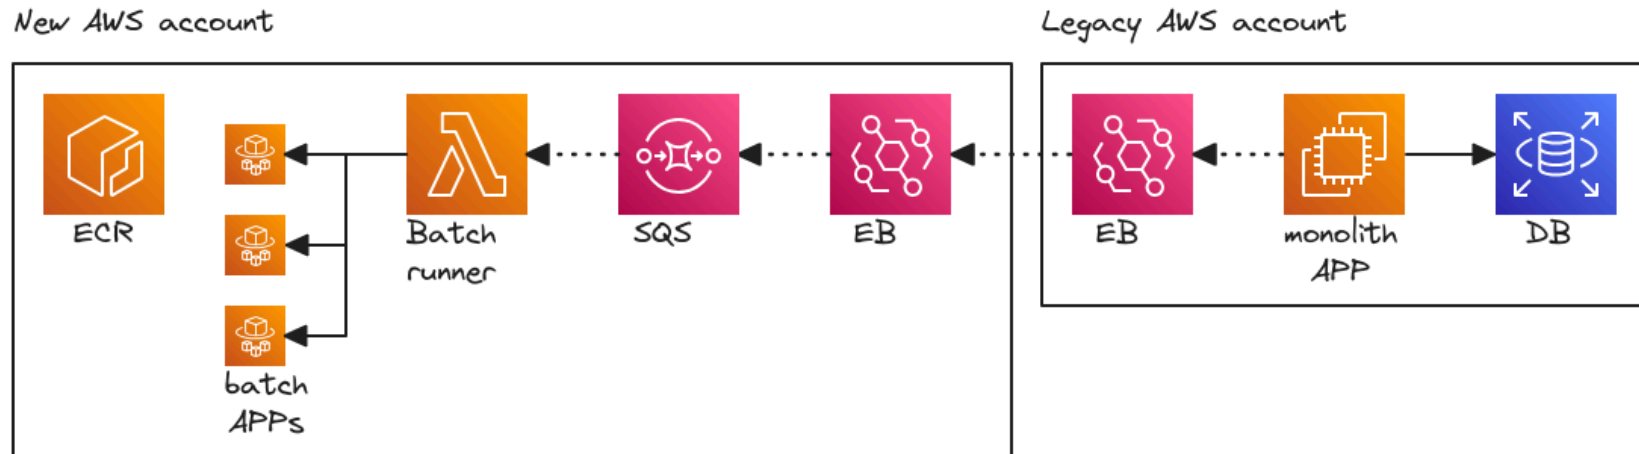 New AWS account
Legacy AWS account
ECR
Batch
runner
SQS
EB
EB
monolith
APP
DB
batch
APPs